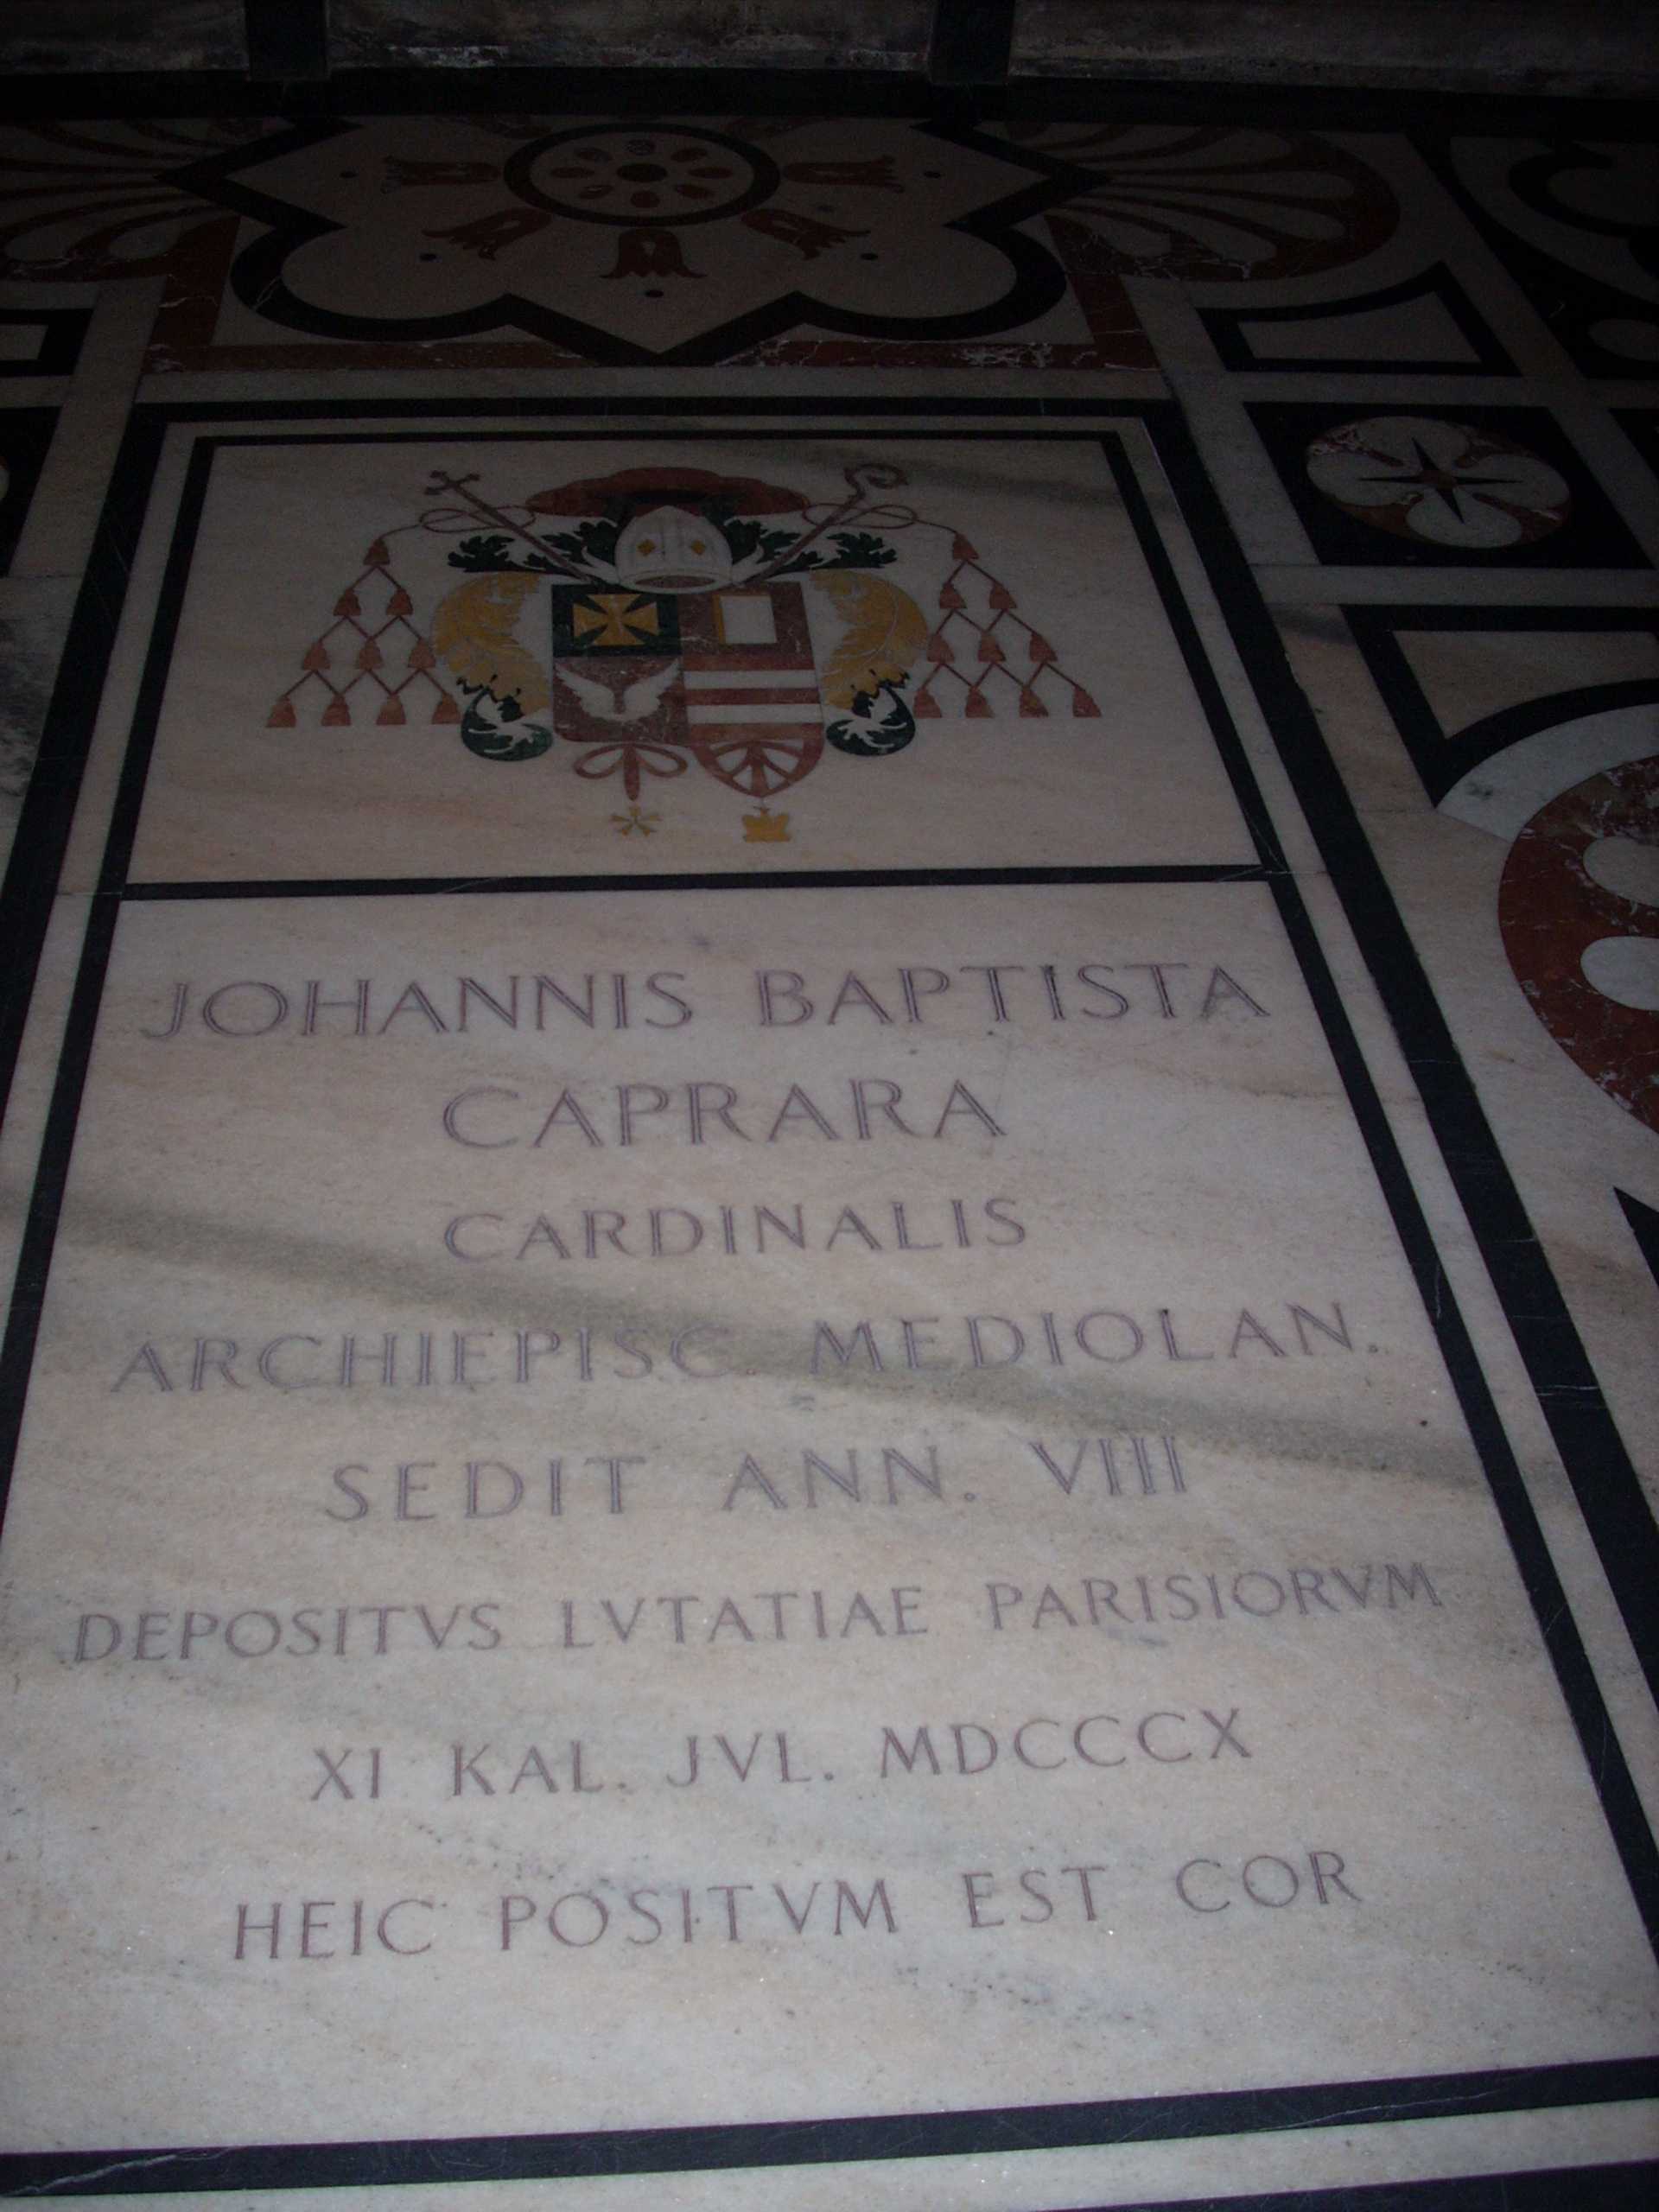 JOHANNIS BAPTISTA
CAPRARA
CARDINALIS
ARCHIEPISC. MEDIOLAN.
SEDIT ANN. VIIII
DEPOSITVS LVTATIAE PARISIORVM
XI KAL. JVL. MDCCCX
HEIC POSITVM EST COR